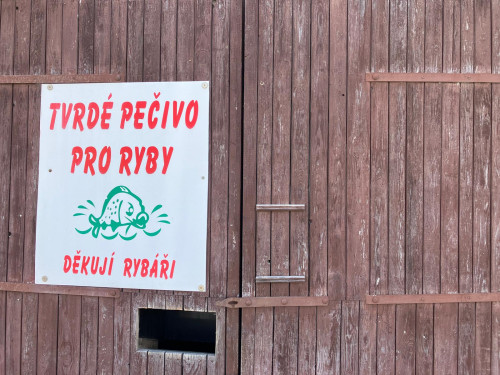 TVRDÉ PEČIVO
PRO RYBY
DĚKUJÍ RYBÁŘI